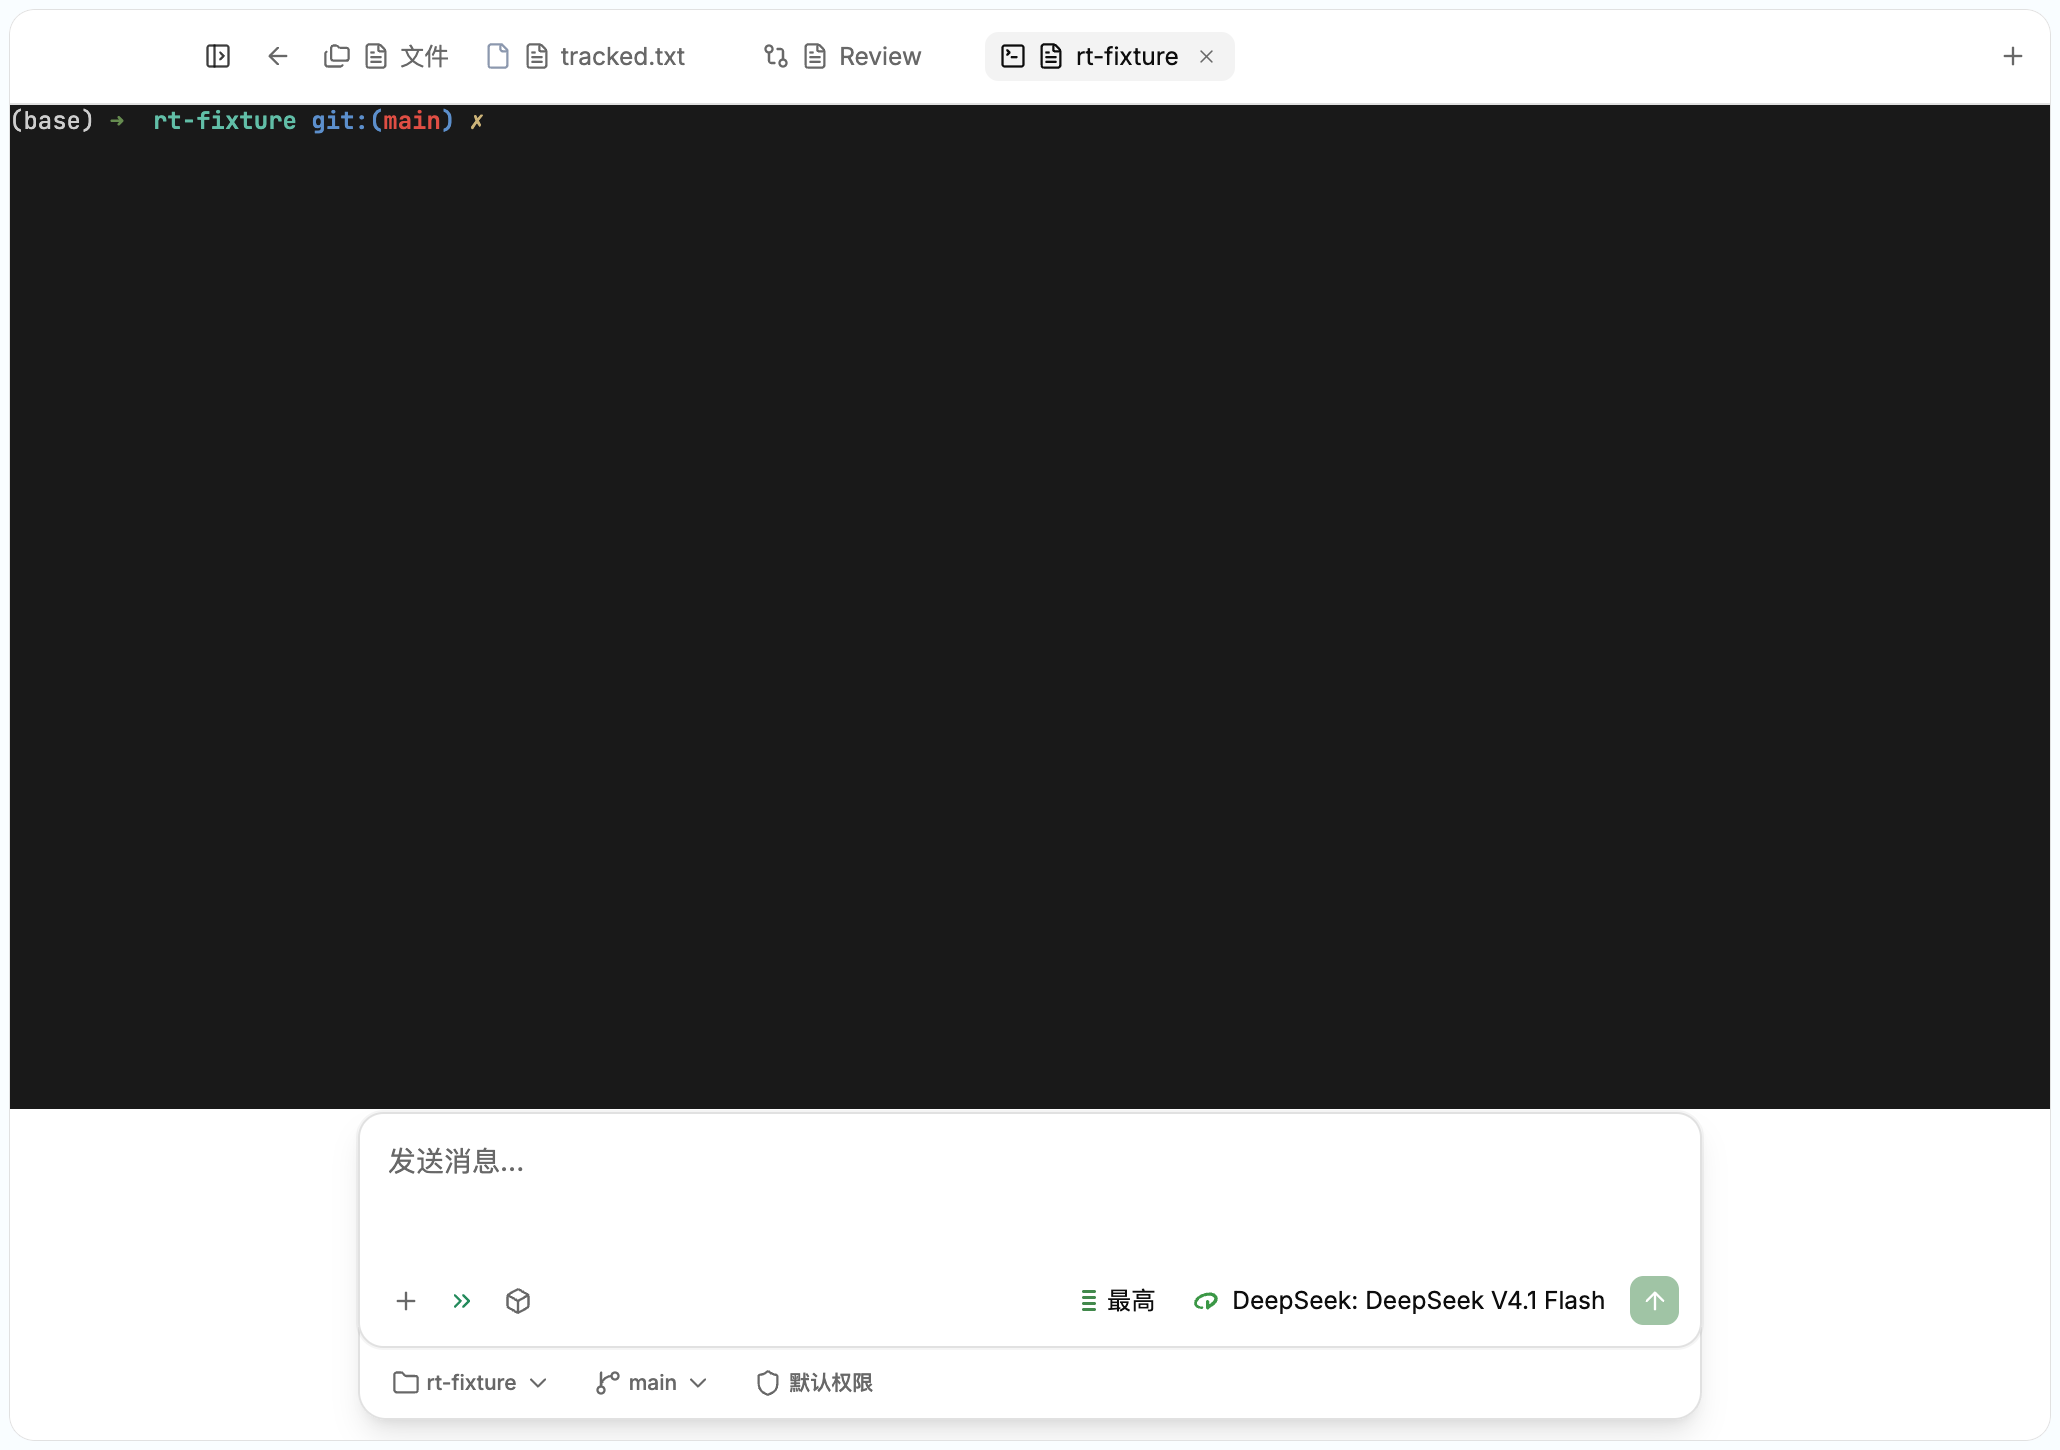 文件 tracked.txt Review rt-fixture
(base) ➜ rt-fixture git:(main) ✗
发送消息...
最高 DeepSeek: DeepSeek V4.1 Flash
rt-fixture main 默认权限